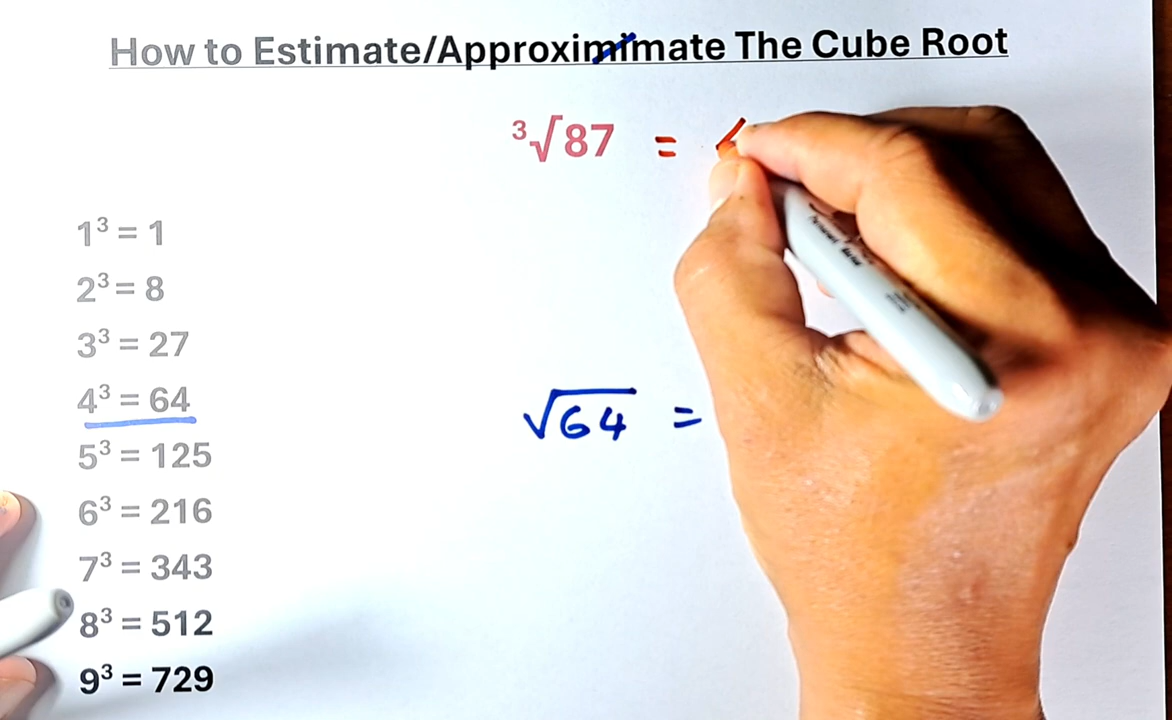 How to Estimate/Approximimate The Cube Root
³√87 =
1³ = 1
2³ = 8
3³ = 27
4³ = 64
√64 =
5³ = 125
6³ = 216
7³ = 343
8³ = 512
9³ = 729